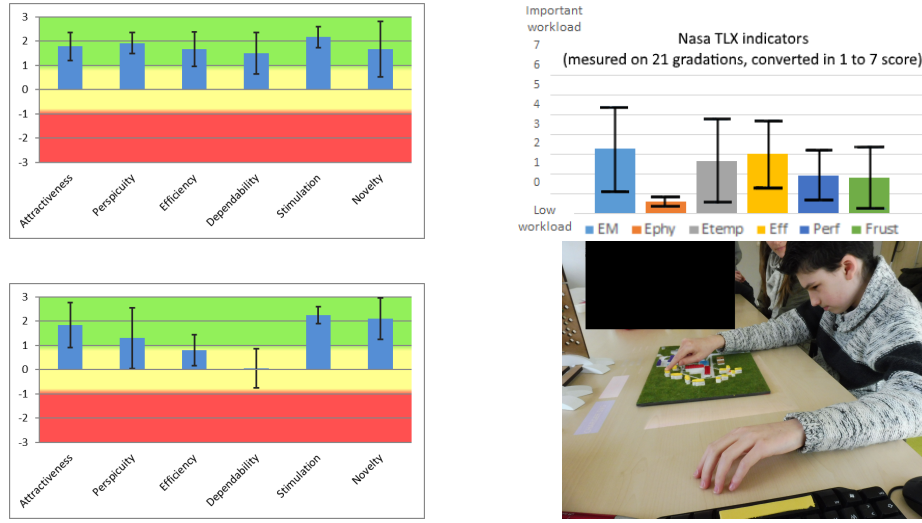 3
2
1
0
-1
-2
-3
Attractiveness
Perspicuity
Efficiency
Dependability
Stimulation
Novelty
Important
workload
Nasa TLX indicators
(mesured on 21 gradations, converted in 1 to 7 score)
7
6
5
4
3
2
1
0
Low
workload
EM Ephy Etemp Eff Perf Frust
3
2
1
0
-1
-2
-3
Attractiveness
Perspicuity
Efficiency
Dependability
Stimulation
Novelty